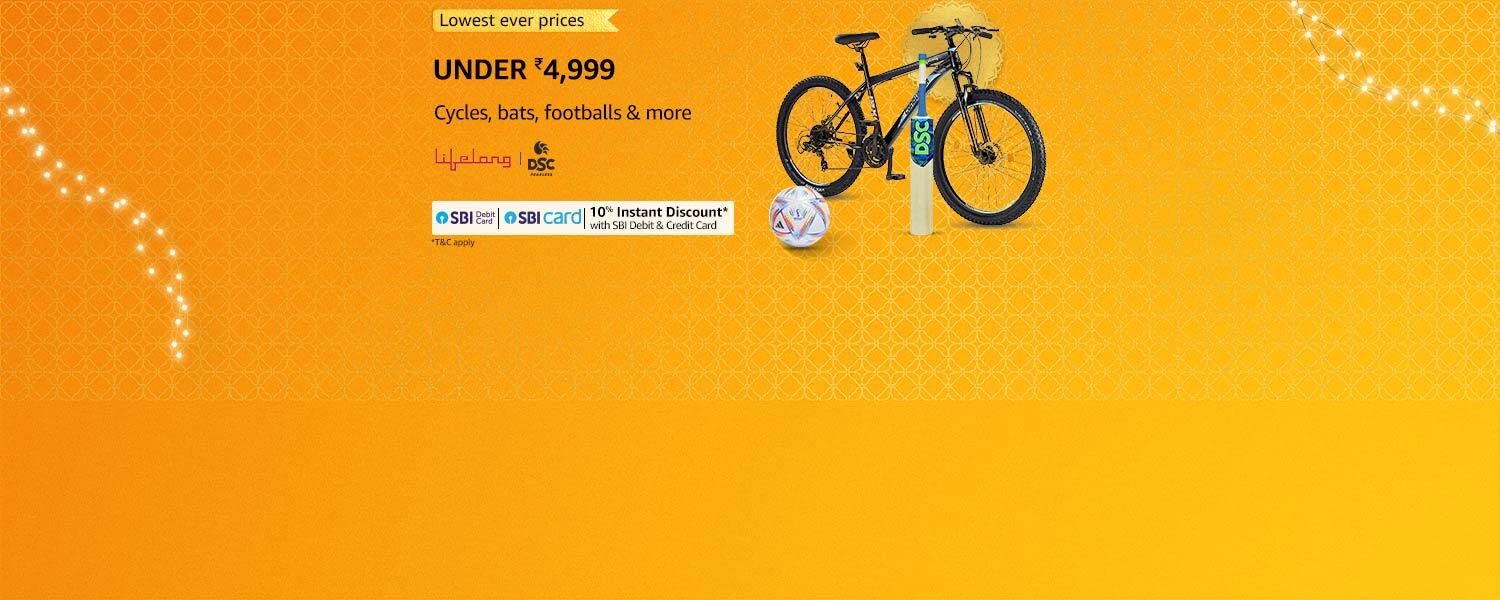 Lowest ever prices
UNDER ₹4,999
Cycles, bats, footballs & more
Lifelong | DSC
FEARLESS
SBI Debit Card | SBI card | 10% Instant Discount*
with SBI Debit & Credit Card
*T&C apply
DSC